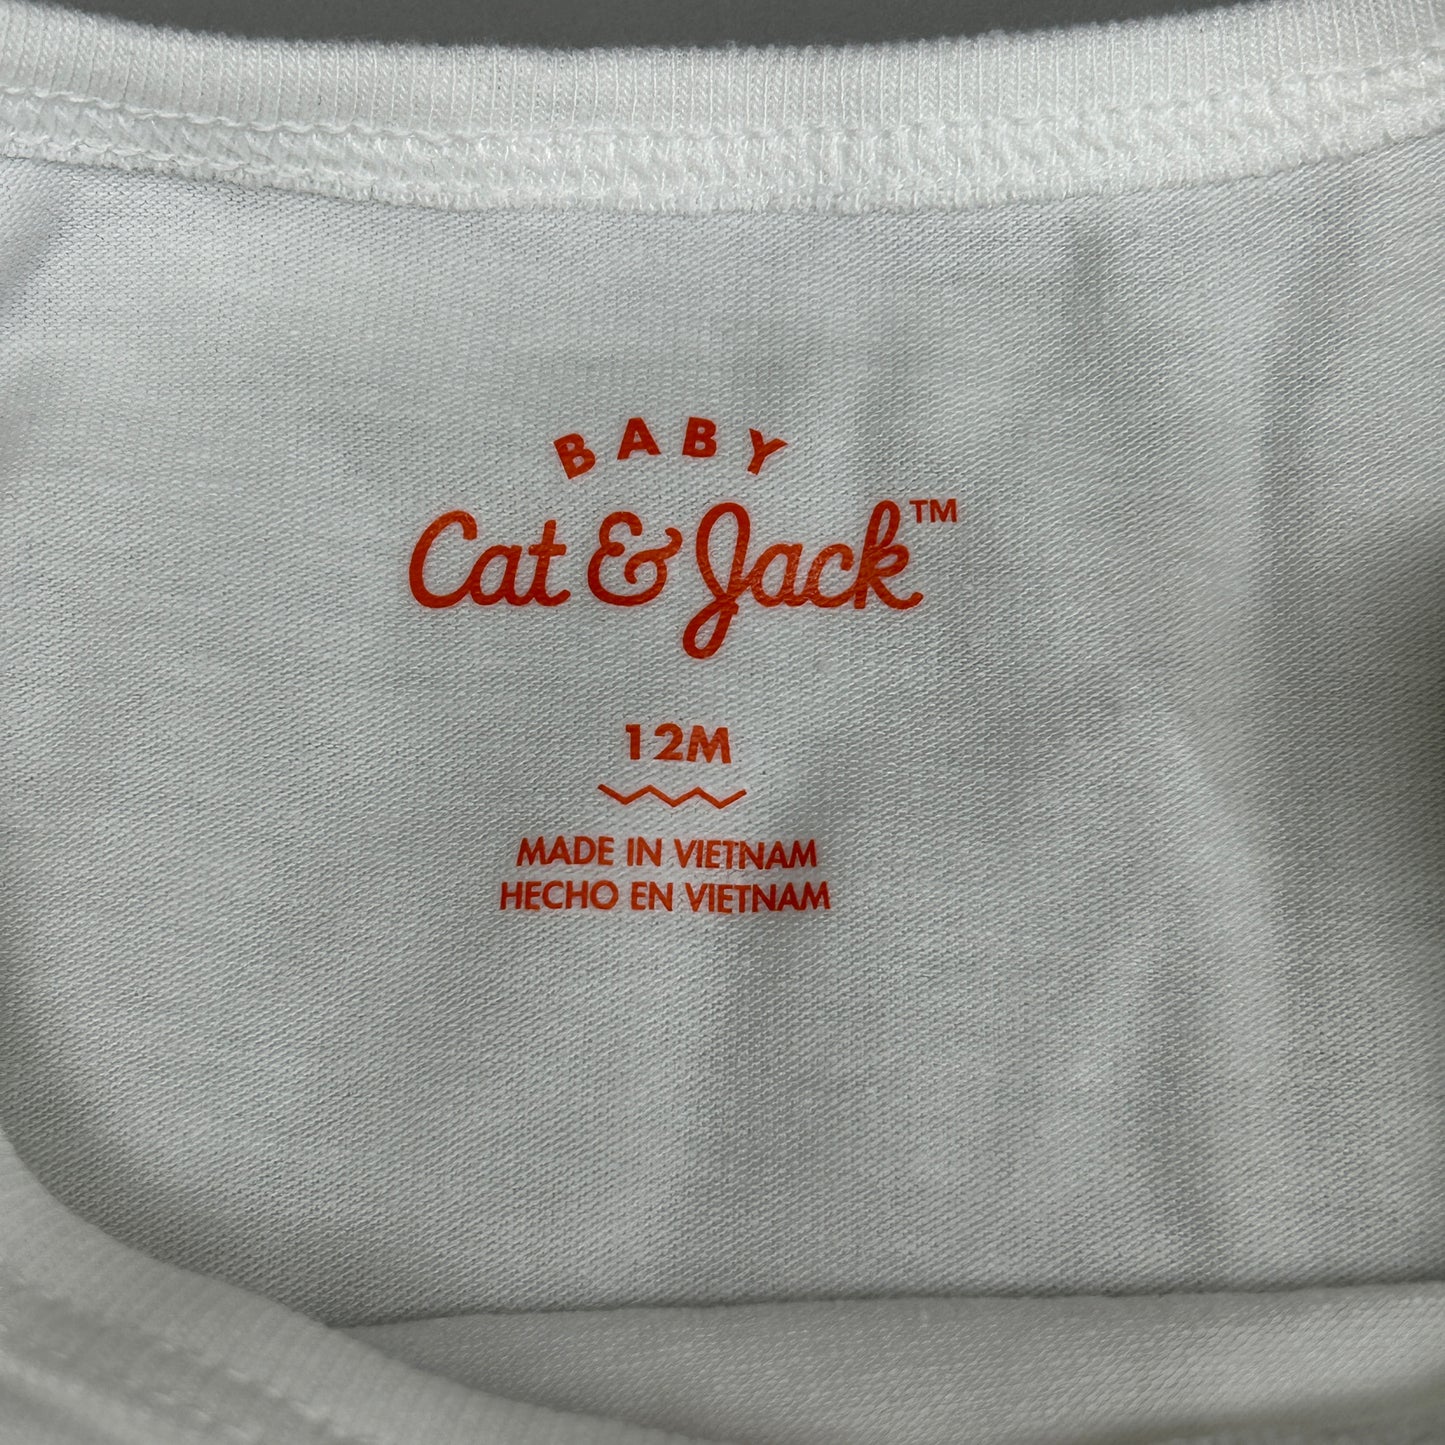 BABY
Cat & Jack™
12M
MADE IN VIETNAM
HECHO EN VIETNAM